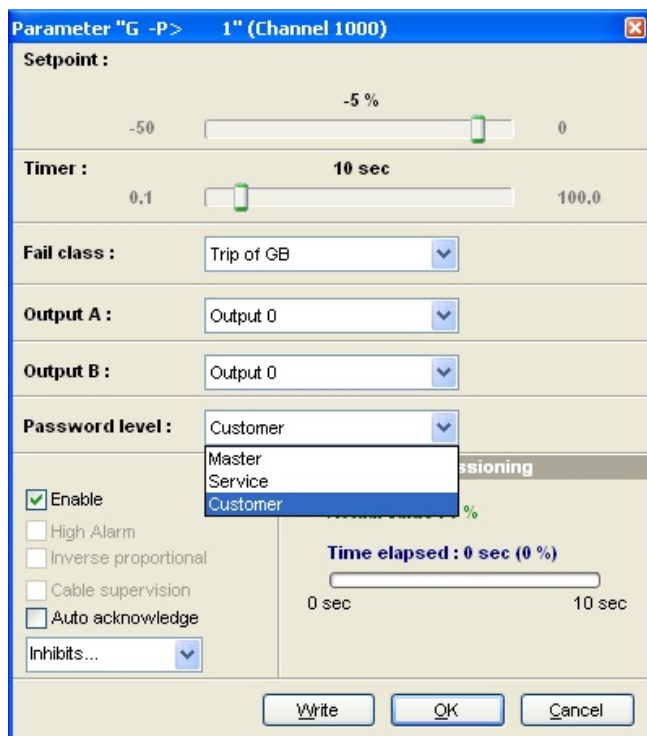 Parameter "G -P> 1" (Channel 1000)
Setpoint :
-5 %
-50 0
Timer :
10 sec
0,1 100,0
Fail class :
Trip of GB
Output A :
Output 0
Output B :
Output 0
Password level :
Customer
Master
Service
Customer
Enable
High Alarm
Inverse proportional
Cable supervision
Auto acknowledge
Inhibits...
%
Time elapsed : 0 sec (0 %)
0 sec 10 sec
Write OK Cancel